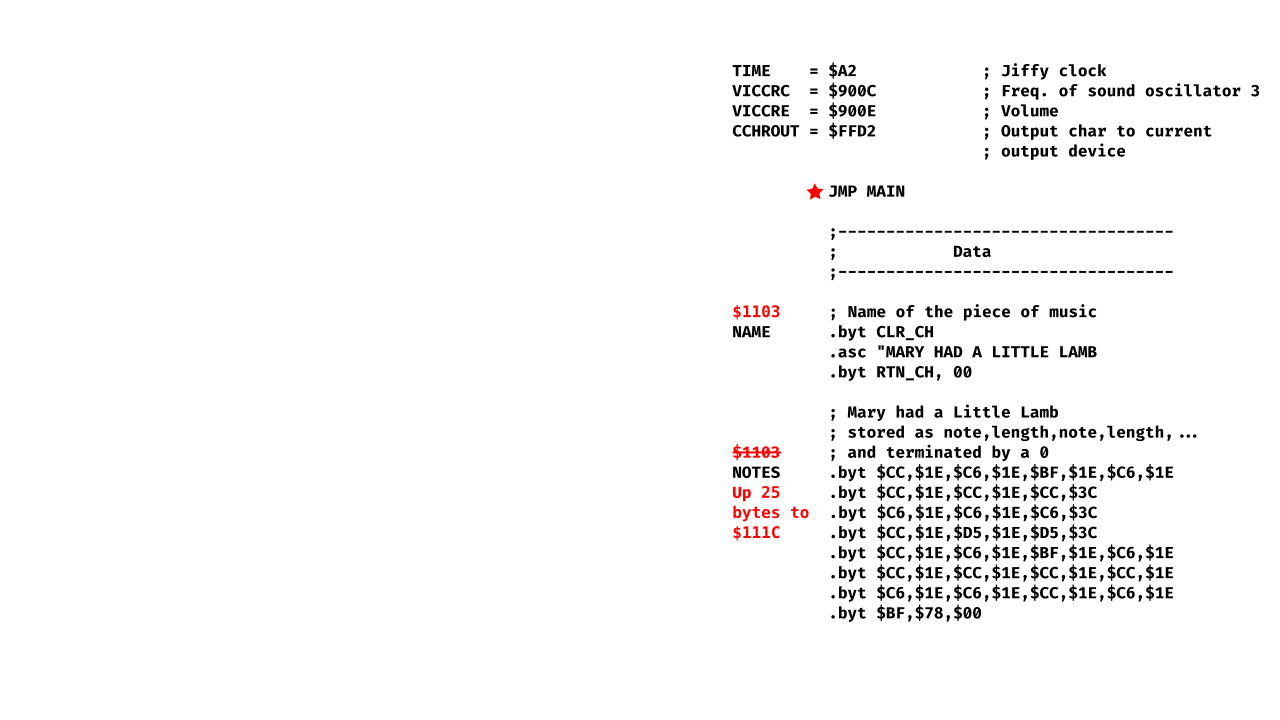 TIME    = $A2             ; Jiffy clock
VICCRC  = $900C           ; Freq. of sound oscillator 3
VICCRE  = $900E           ; Volume
CCHROUT = $FFD2           ; Output char to current
                          ; output device
          JMP MAIN
          ;-----------------------------------
          ;            Data
          ;-----------------------------------
$1103     ; Name of the piece of music
NAME      .byt CLR_CH
          .asc "MARY HAD A LITTLE LAMB
          .byt RTN_CH, 00
          ; Mary had a Little Lamb
          ; stored as note,length,note,length,...
$1103     ; and terminated by a 0
NOTES     .byt $CC,$1E,$C6,$1E,$BF,$1E,$C6,$1E
Up 25     .byt $CC,$1E,$CC,$1E,$CC,$3C
bytes to  .byt $C6,$1E,$C6,$1E,$C6,$3C
$111C     .byt $CC,$1E,$D5,$1E,$D5,$3C
          .byt $CC,$1E,$C6,$1E,$BF,$1E,$C6,$1E
          .byt $CC,$1E,$CC,$1E,$CC,$1E,$CC,$1E
          .byt $C6,$1E,$C6,$1E,$CC,$1E,$C6,$1E
          .byt $BF,$78,$00